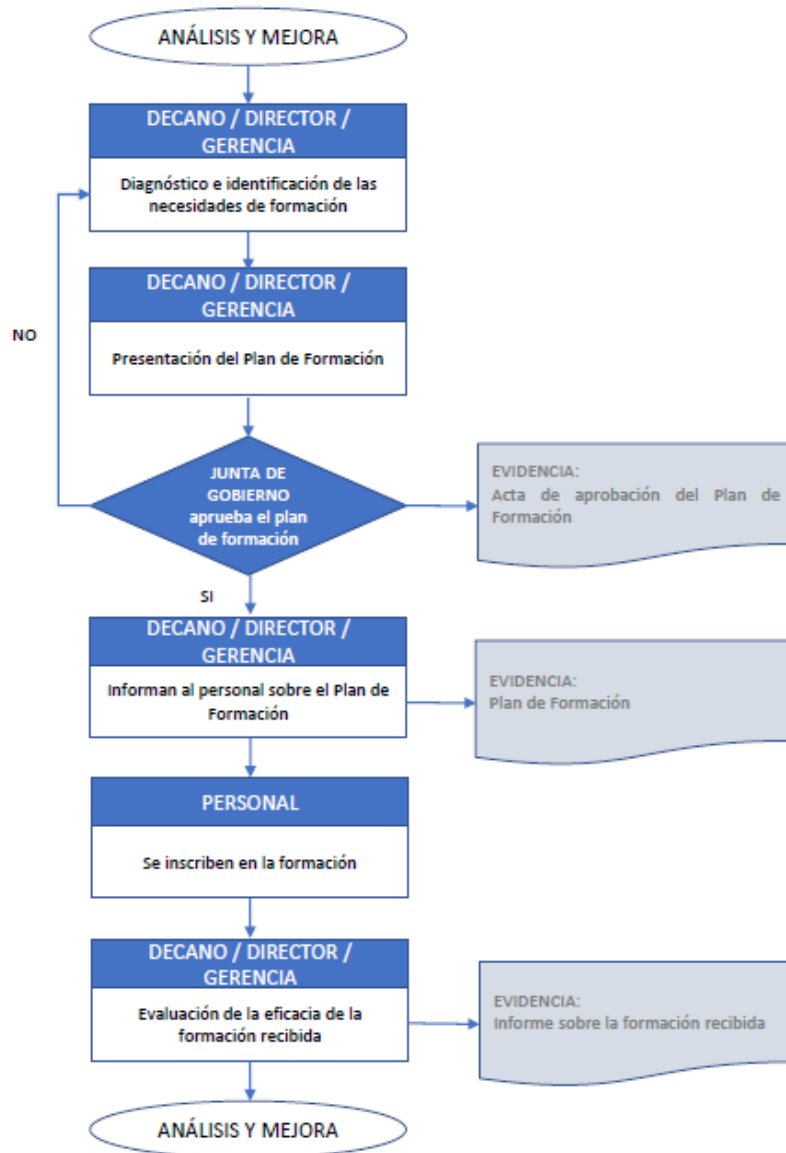 ANÁLISIS Y MEJORA
DECANO / DIRECTOR /
GERENCIA
Diagnóstico e identificación de las
necesidades de formación
DECANO / DIRECTOR /
GERENCIA
Presentación del Plan de Formación
NO
JUNTA DE
GOBIERNO
aprueba el plan
de formación
EVIDENCIA:
Acta de aprobación del Plan de
Formación
SI
DECANO / DIRECTOR /
GERENCIA
Informan al personal sobre el Plan de
Formación
EVIDENCIA:
Plan de Formación
PERSONAL
Se inscriben en la formación
DECANO / DIRECTOR /
GERENCIA
Evaluación de la eficacia de la
formación recibida
EVIDENCIA:
Informe sobre la formación recibida
ANÁLISIS Y MEJORA